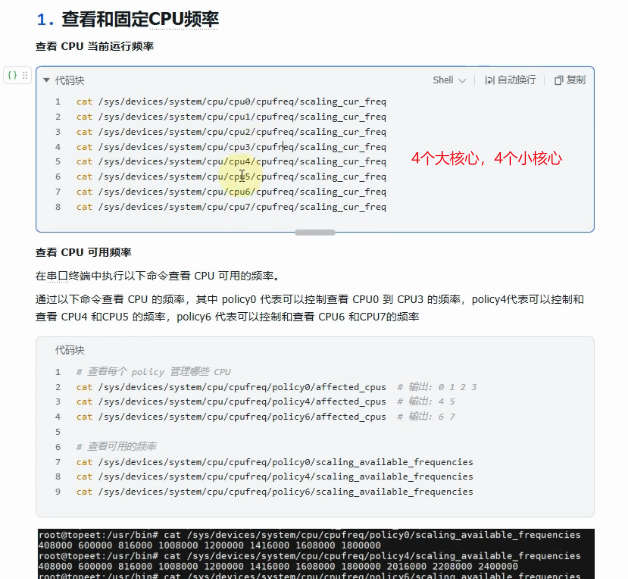 1. 查看和固定CPU频率
查看 CPU 当前运行频率
代码块
Shell
自动换行
复制
1 cat /sys/devices/system/cpu/cpu0/cpufreq/scaling_cur_freq
2 cat /sys/devices/system/cpu/cpu1/cpufreq/scaling_cur_freq
3 cat /sys/devices/system/cpu/cpu2/cpufreq/scaling_cur_freq
4 cat /sys/devices/system/cpu/cpu3/cpufreq/scaling_cur_freq
5 cat /sys/devices/system/cpu/cpu4/cpufreq/scaling_cur_freq
6 cat /sys/devices/system/cpu/cpu5/cpufreq/scaling_cur_freq
7 cat /sys/devices/system/cpu/cpu6/cpufreq/scaling_cur_freq
8 cat /sys/devices/system/cpu/cpu7/cpufreq/scaling_cur_freq
4个大核心，4个小核心
查看 CPU 可用频率
在串口终端中执行以下命令查看 CPU 可用的频率。
通过以下命令查看 CPU 的频率，其中 policy0 代表可以控制查看 CPU0 到 CPU3 的频率，policy4代表可以控制和
查看 CPU4 和CPU5 的频率，policy6 代表可以控制和查看 CPU6 和CPU7的频率
代码块
1 # 查看每个 policy 管理哪些 CPU
2 cat /sys/devices/system/cpu/cpufreq/policy0/affected_cpus # 输出: 0 1 2 3
3 cat /sys/devices/system/cpu/cpufreq/policy4/affected_cpus # 输出: 4 5
4 cat /sys/devices/system/cpu/cpufreq/policy6/affected_cpus # 输出: 6 7
5
6 # 查看可用的频率
7 cat /sys/devices/system/cpu/cpufreq/policy0/scaling_available_frequencies
8 cat /sys/devices/system/cpu/cpufreq/policy4/scaling_available_frequencies
9 cat /sys/devices/system/cpu/cpufreq/policy6/scaling_available_frequencies
root@topeet:/usr/bin# cat /sys/devices/system/cpu/cpufreq/policy0/scaling_available_frequencies
408000 600000 816000 1008000 1200000 1416000 1608000 1800000
root@topeet:/usr/bin# cat /sys/devices/system/cpu/cpufreq/policy4/scaling_available_frequencies
408000 600000 816000 1008000 1200000 1416000 1608000 1800000 2016000 2208000 2400000
root@topeet:/usr/bin# cat /sys/devices/system/cpu/cpufreq/policy6/scaling_available_frequencies